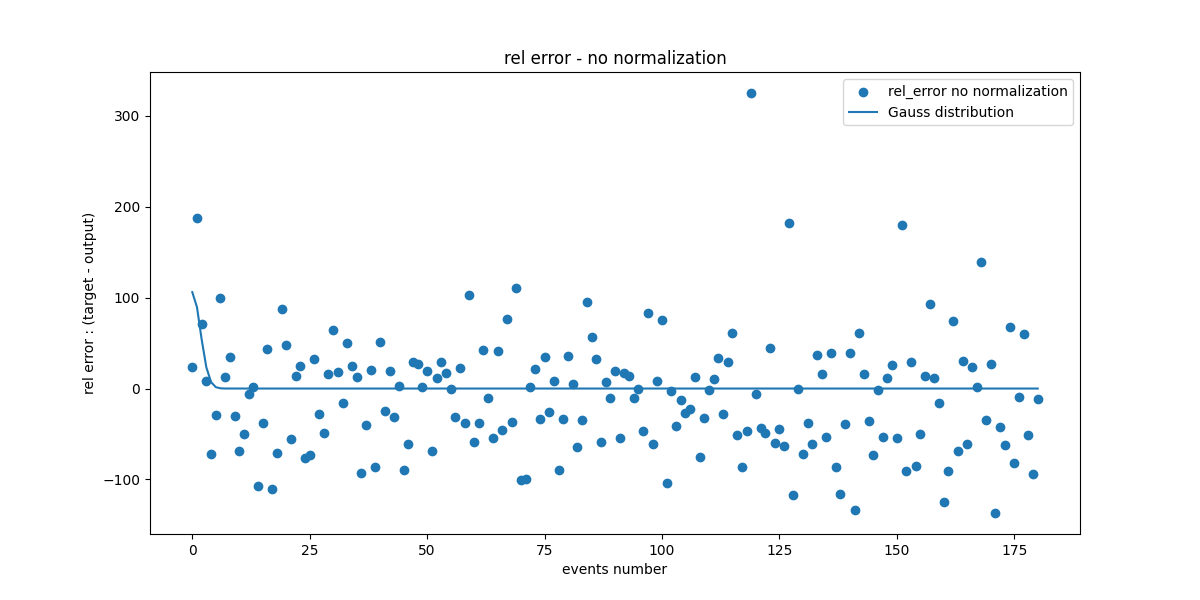 rel error - no normalization
rel_error no normalization
Gauss distribution
rel error : (target - output)
300
200
100
0
−100
0
25
50
75
100
125
150
175
events number